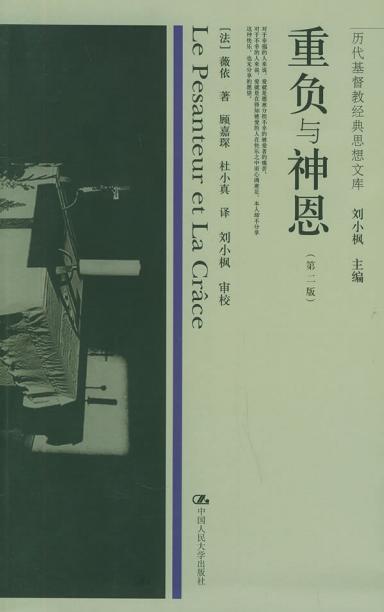 历代基督教经典思想文库 刘小枫 主编
重负与神恩（第二版）
对于幸福的人来说，爱就是愿意分担不幸的被爱者的痛苦。
对于不幸的人来说，爱就是在得知被爱的人在快乐之中而心满意足，本人却不分享
这种快乐，也无分享的愿望。
［法］薇依 著 顾嘉琛 杜小真 译 刘小枫 审校
Le Pesanteur et La Crâce
中国人民大学出版社